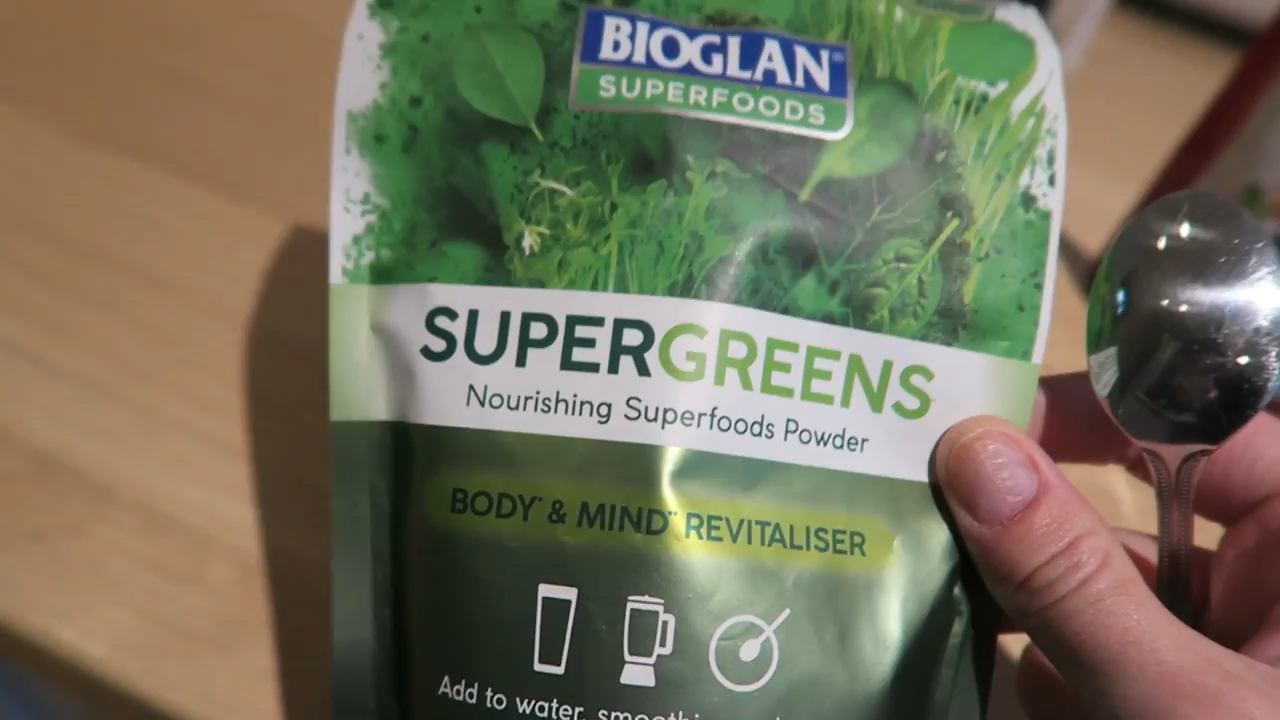 BIOGLAN®
SUPERFOODS
SUPERGREENS
Nourishing Superfoods Powder
BODY* & MIND** REVITALISER
Add to water,